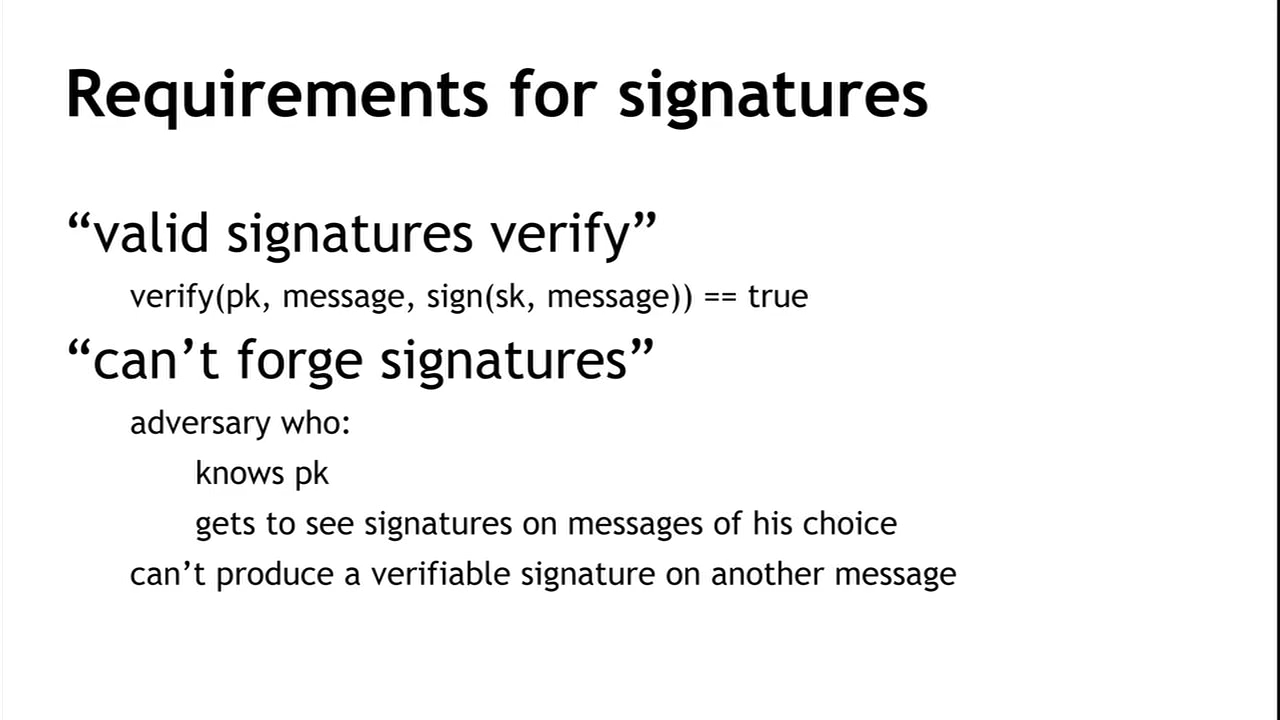 Requirements for signatures
“valid signatures verify”
verify(pk, message, sign(sk, message)) == true
“can’t forge signatures”
adversary who:
knows pk
gets to see signatures on messages of his choice
can’t produce a verifiable signature on another message